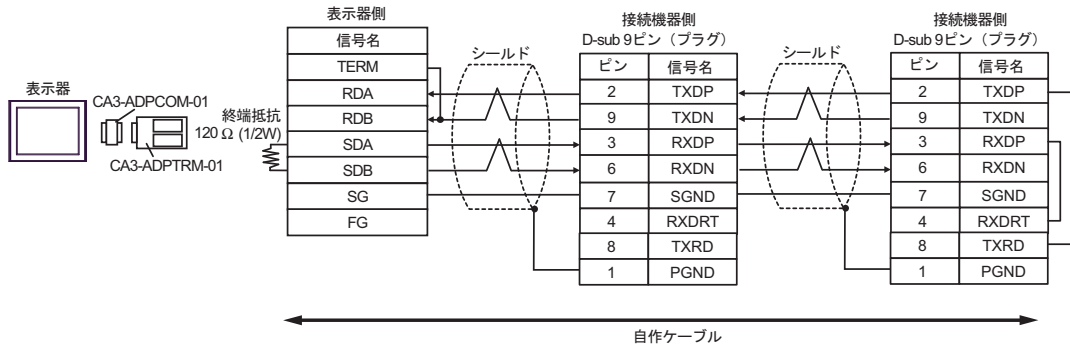 表示器
CA3-ADPCOM-01
CA3-ADPTRM-01
終端抵抗
120 Ω (1/2W)
表示器側
信号名
TERM
RDA
RDB
SDA
SDB
SG
FG
シールド
接続機器側
D-sub 9ピン（プラグ）
ピン 信号名
2 TXDP
9 TXDN
3 RXDP
6 RXDN
7 SGND
4 RXDRT
8 TXRD
1 PGND
シールド
接続機器側
D-sub 9ピン（プラグ）
ピン 信号名
2 TXDP
9 TXDN
3 RXDP
6 RXDN
7 SGND
4 RXDRT
8 TXRD
1 PGND
自作ケーブル